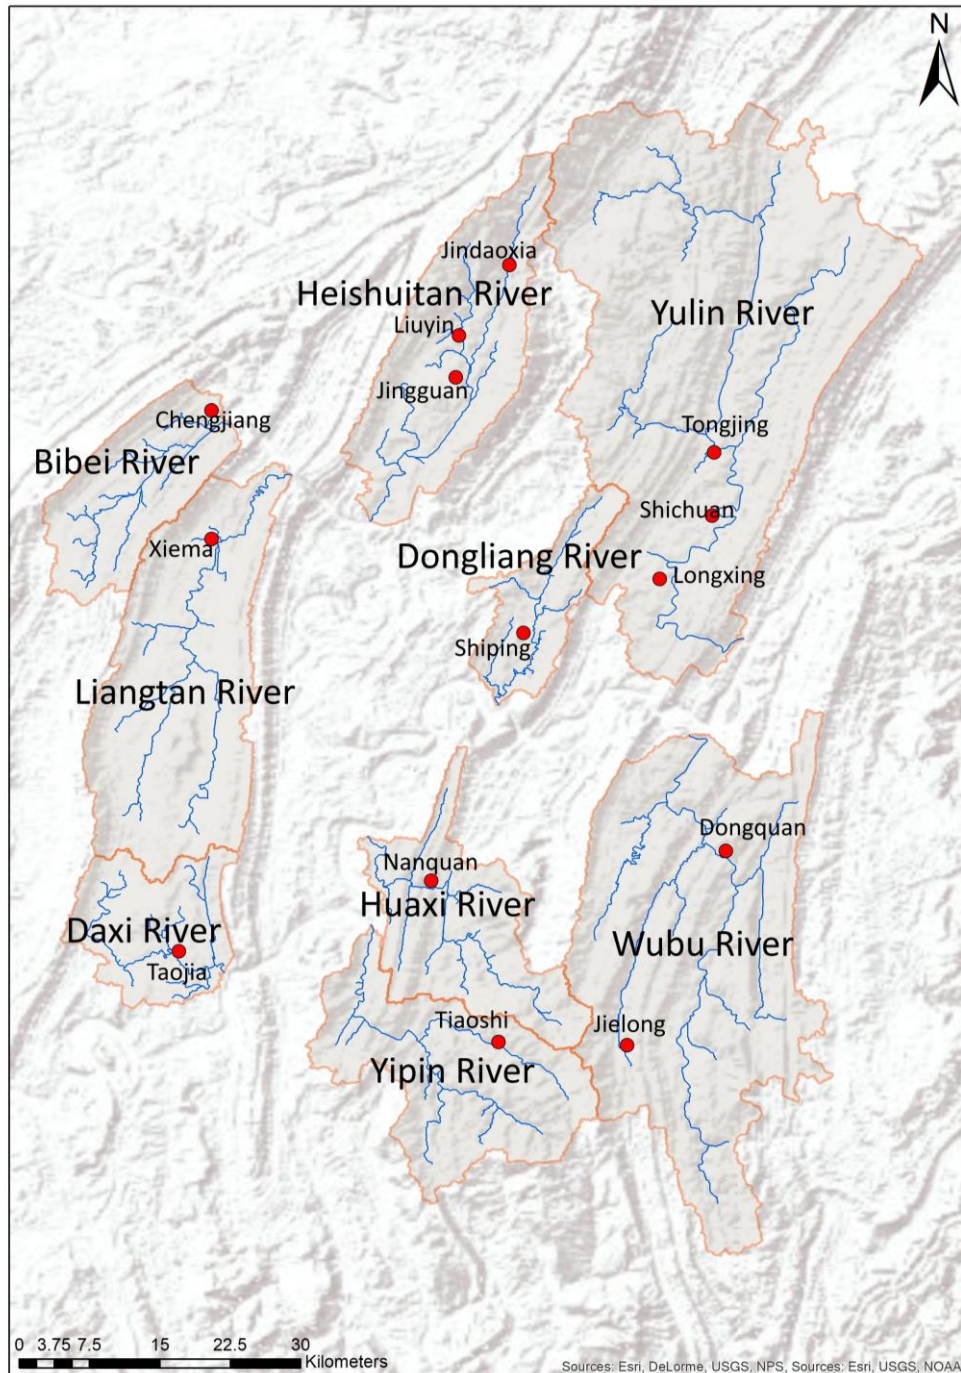 N
Jindaoxia
Heishuitan River
Yulin River
Liuyin
Jingguan
Chengjiang
Tongjing
Bibei River
Shichuan
Xiema
Dongliang River
Longxing
Shiping
Liangtan River
Dongquan
Nanquan
Huaxi River
Daxi River
Wubu River
Taojia
Tiaoshi
Jielong
Yipin River
0 3.75 7.5 15 22.5 30
Kilometers
Sources: Esri, DeLorme, USGS, NPS, Sources: Esri, USGS, NOAA